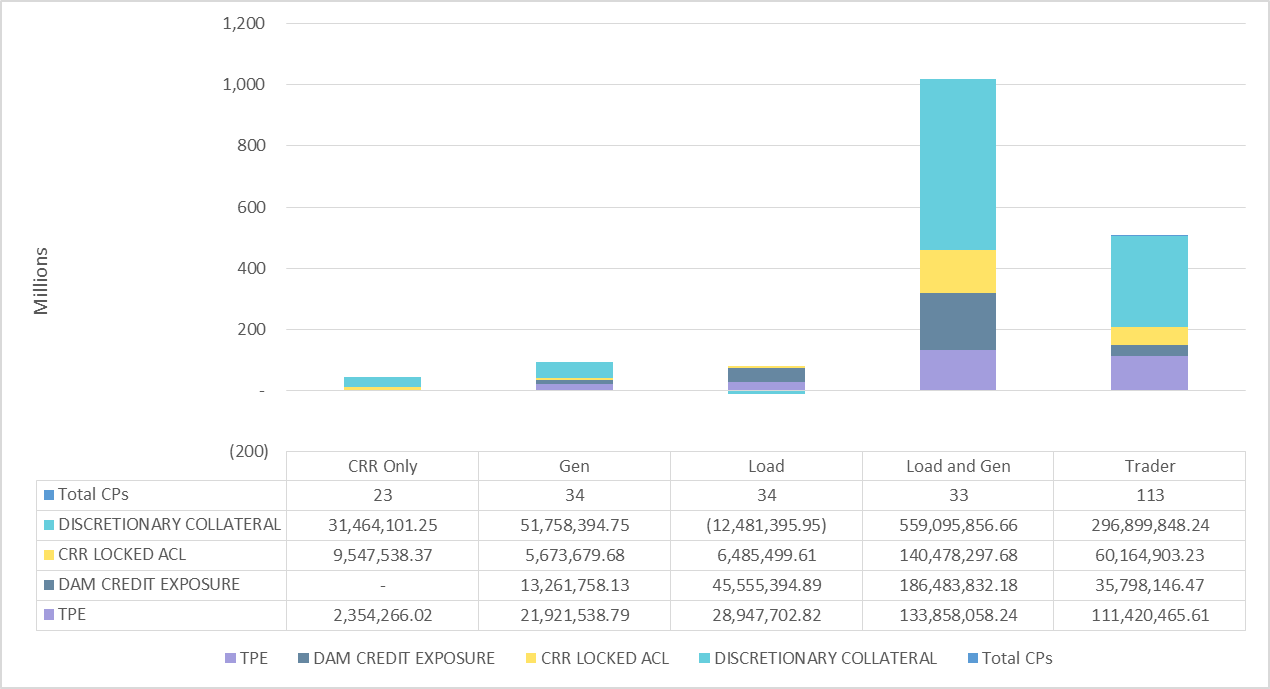 1,200
1,000
800
600
400
200
-
(200)
Millions
CRR Only Gen Load Load and Gen Trader
Total CPs 23 34 34 33 113
DISCRETIONARY COLLATERAL 31,464,101.25 51,758,394.75 (12,481,395.95) 559,095,856.66 296,899,848.24
CRR LOCKED ACL 9,547,538.37 5,673,679.68 6,485,499.61 140,478,297.68 60,164,903.23
DAM CREDIT EXPOSURE - 13,261,758.13 45,555,394.89 186,483,832.18 35,798,146.47
TPE 2,354,266.02 21,921,538.79 28,947,702.82 133,858,058.24 111,420,465.61
TPE DAM CREDIT EXPOSURE CRR LOCKED ACL DISCRETIONARY COLLATERAL Total CPs